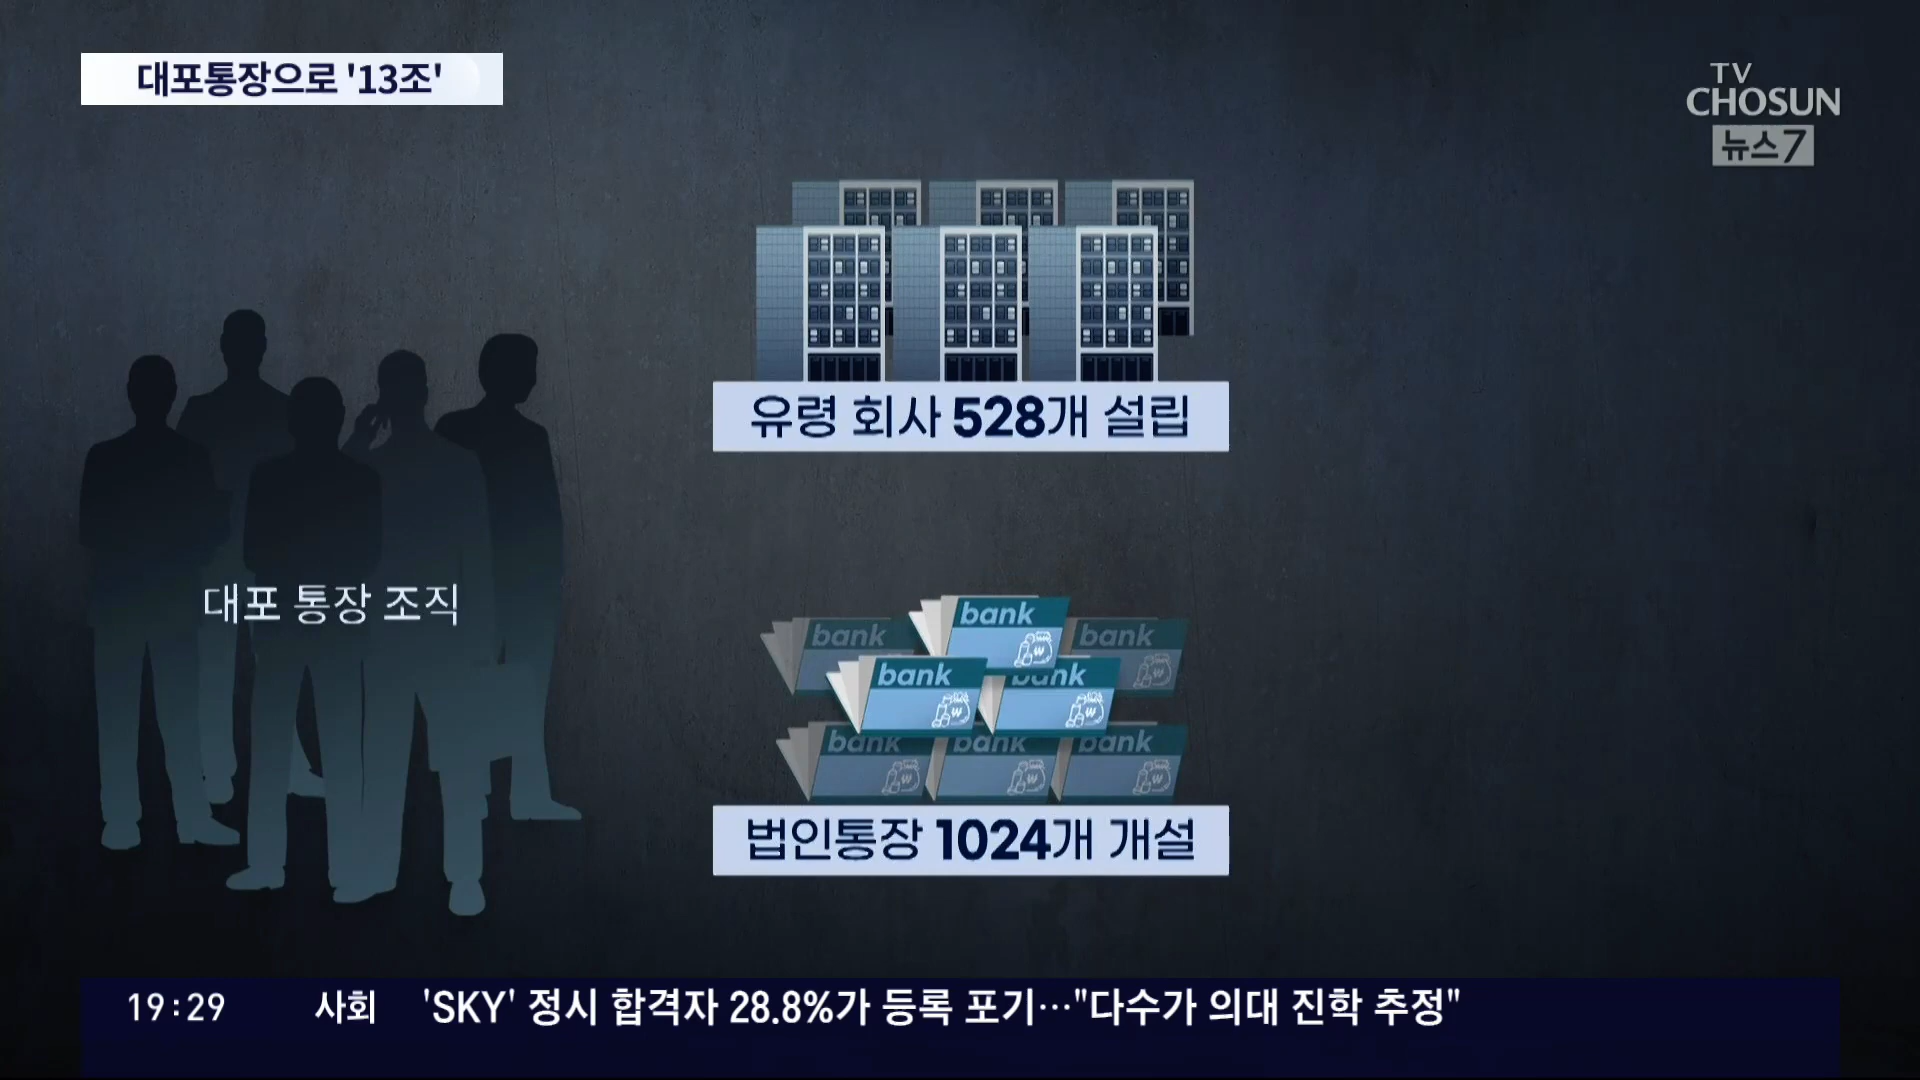 대포통장으로 '13조'
TV
CHOSUN
뉴스7
유령 회사 528개 설립
대포 통장 조직
bank
bank
bank
bank
bank
bank
bank
bank
법인통장 1024개 개설
19:29 사회 'SKY' 정시 합격자 28.8%가 등록 포기…"다수가 의대 진학 추정"